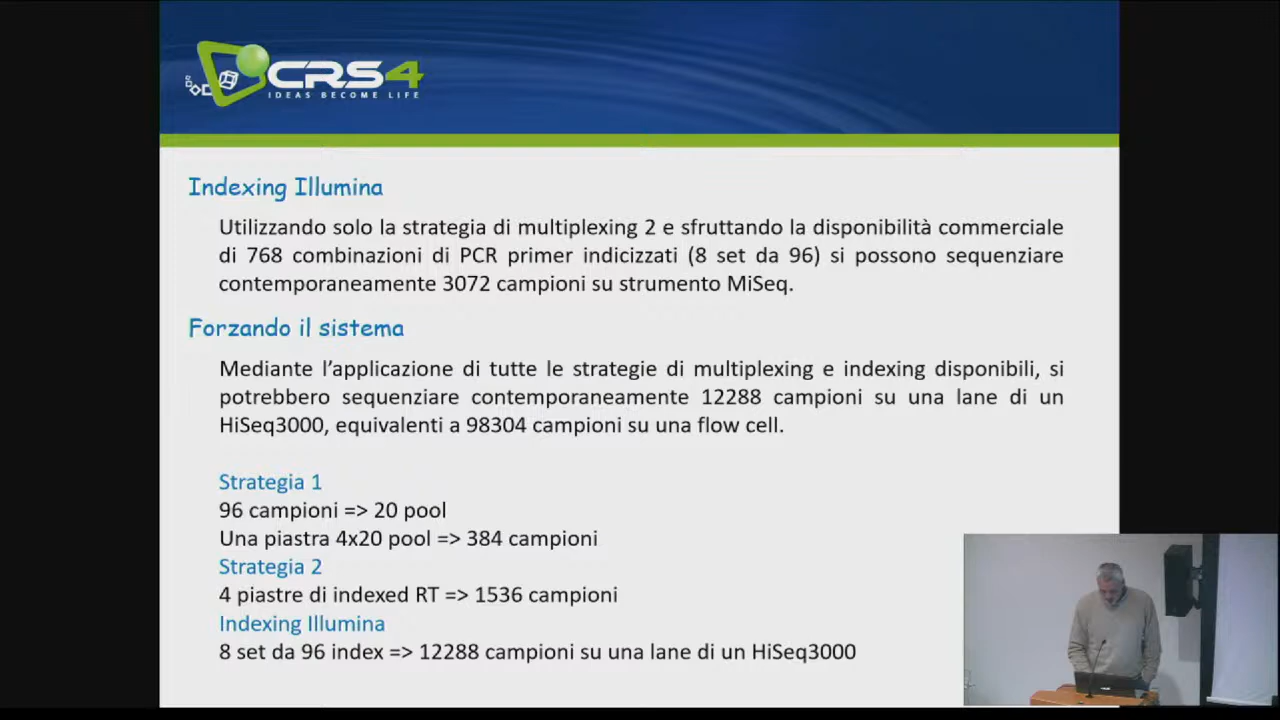 CRS4
IDEAS BECOME LIFE
Indexing Illumina
Utilizzando solo la strategia di multiplexing 2 e sfruttando la disponibilità commerciale
di 768 combinazioni di PCR primer indicizzati (8 set da 96) si possono sequenziare
contemporaneamente 3072 campioni su strumento MiSeq.
Forzando il sistema
Mediante l'applicazione di tutte le strategie di multiplexing e indexing disponibili, si
potrebbero sequenziare contemporaneamente 12288 campioni su una lane di un
HiSeq3000, equivalenti a 98304 campioni su una flow cell.
Strategia 1
96 campioni => 20 pool
Una piastra 4x20 pool => 384 campioni
Strategia 2
4 piastre di indexed RT => 1536 campioni
Indexing Illumina
8 set da 96 index => 12288 campioni su una lane di un HiSeq3000